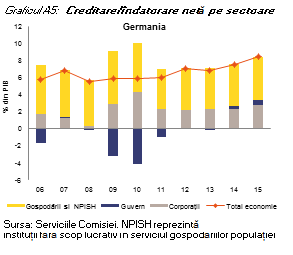 Graficul A5: Creditare/îndatorare netă pe sectoare
Germania
% din PIB
12
10
8
6
4
2
0
-2
-4
-6
06 07 08 09 10 11 12 13 14 15
Gospodării și NPISH Guvern Corporații Total economie
Sursa: Serviciile Comisiei. NPISH reprezintă
instituții fără scop lucrativ în serviciul gospodăriilor populației